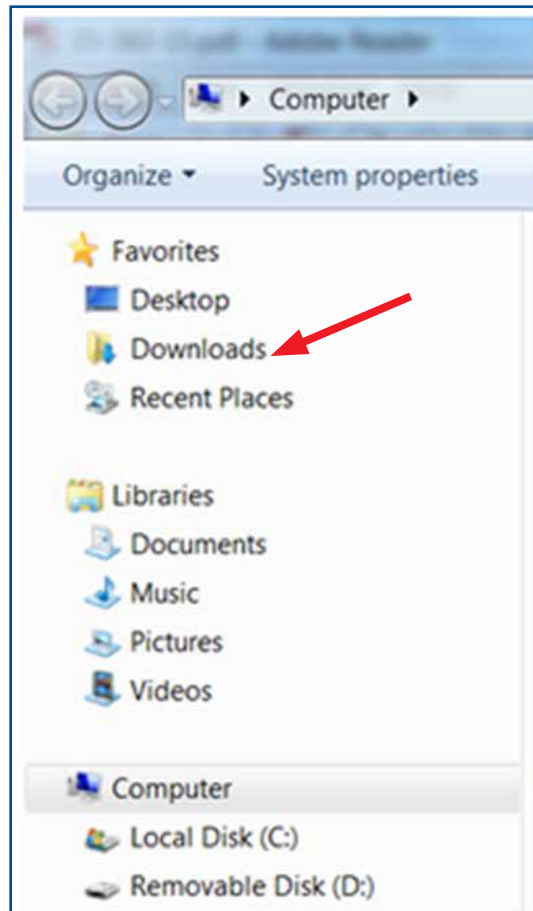 Computer
Organize System properties
Favorites
Desktop
Downloads
Recent Places
Libraries
Documents
Music
Pictures
Videos
Computer
Local Disk (C:)
Removable Disk (D:)